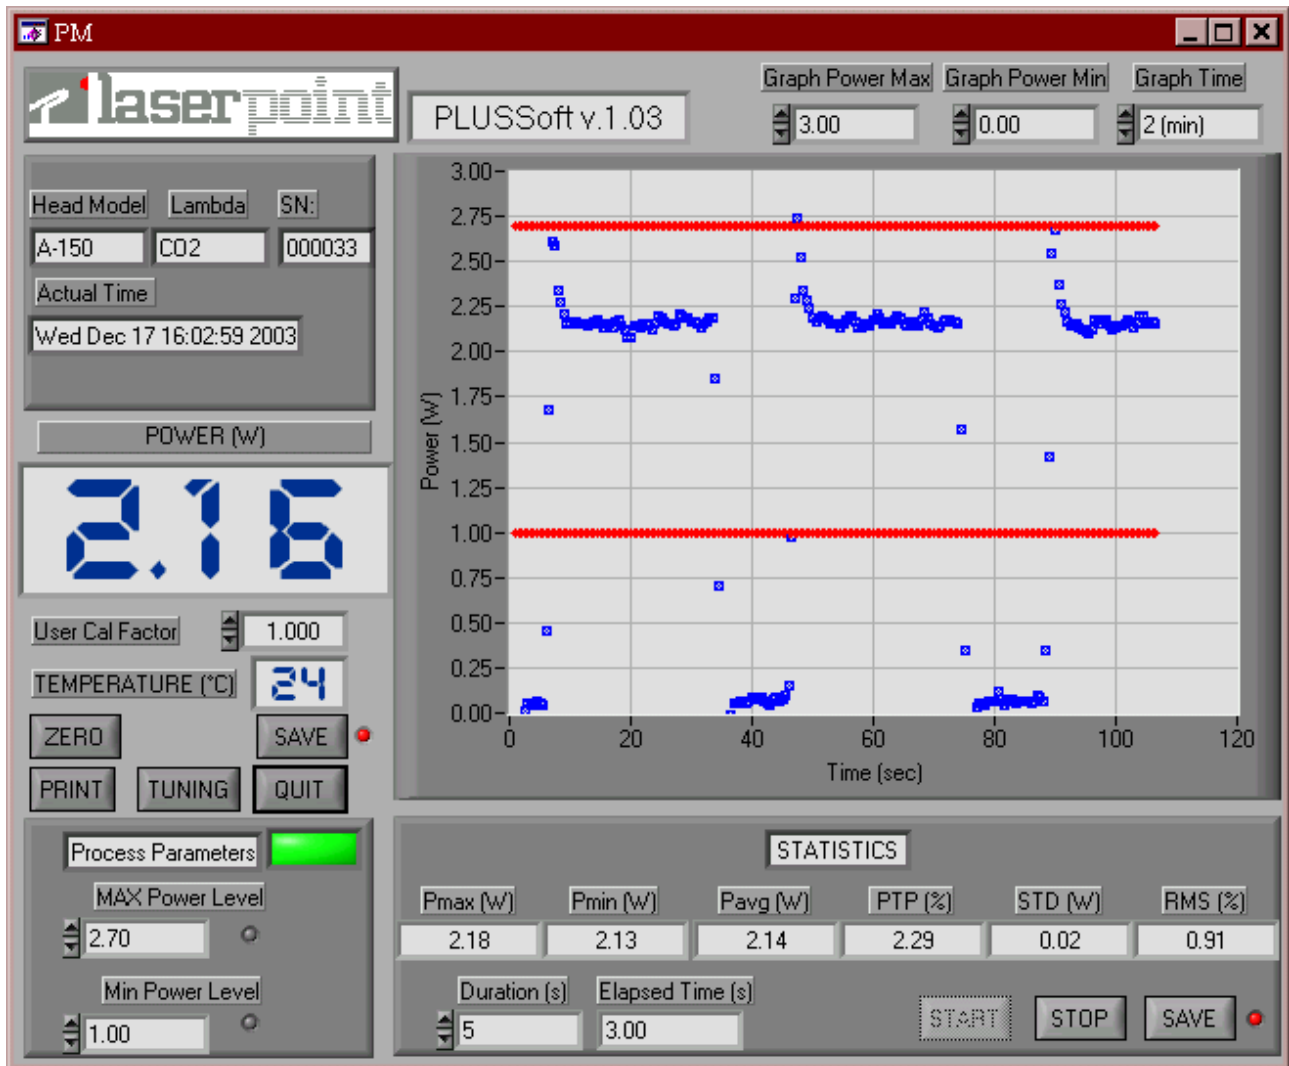 PM
laserpoint
PLUSSoft v.1.03
Graph Power Max Graph Power Min Graph Time
3.00 0.00 2 (min)
Head Model Lambda SN:
A-150 CO2 000033
Actual Time
Wed Dec 17 16:02:59 2003
POWER (W)
2.16
User Cal Factor 1.000
TEMPERATURE (°C) 24
ZERO SAVE
PRINT TUNING QUIT
Process Parameters
MAX Power Level
2.70
Min Power Level
1.00
3.00
2.75
2.50
2.25
2.00
1.75
1.50
1.25
1.00
0.75
0.50
0.25
0.00
Power (W)
0 20 40 60 80 100 120
Time (sec)
STATISTICS
Pmax (W) Pmin (W) Pavg (W) PTP (%) STD (W) RMS (%)
2.18 2.13 2.14 2.29 0.02 0.91
Duration (s) Elapsed Time (s)
5 3.00
START STOP SAVE